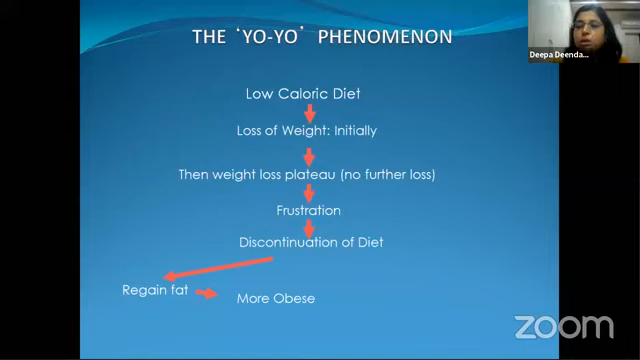 THE ‘YO-YO’ PHENOMENON
Deepa Deenda...
Low Caloric Diet
Loss of Weight: Initially
Then weight loss plateau (no further loss)
Frustration
Discontinuation of Diet
Regain fat
More Obese
zoom